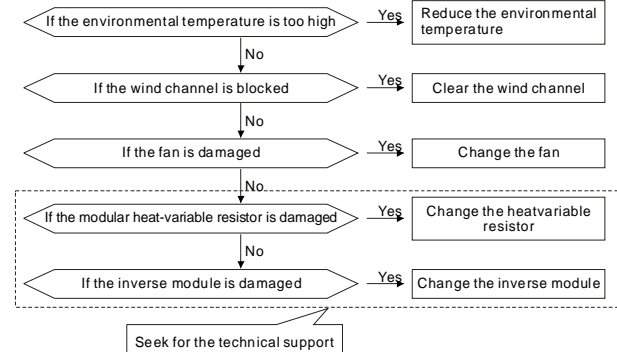 If the environmental temperature is too high
Yes
Reduce the environmental
temperature
No
If the wind channel is blocked
Yes
Clear the wind channel
No
If the fan is damaged
Yes
Change the fan
No
If the modular heat-variable resistor is damaged
Yes
Change the heatvariable
resistor
No
If the inverse module is damaged
Yes
Change the inverse module
Seek for the technical support